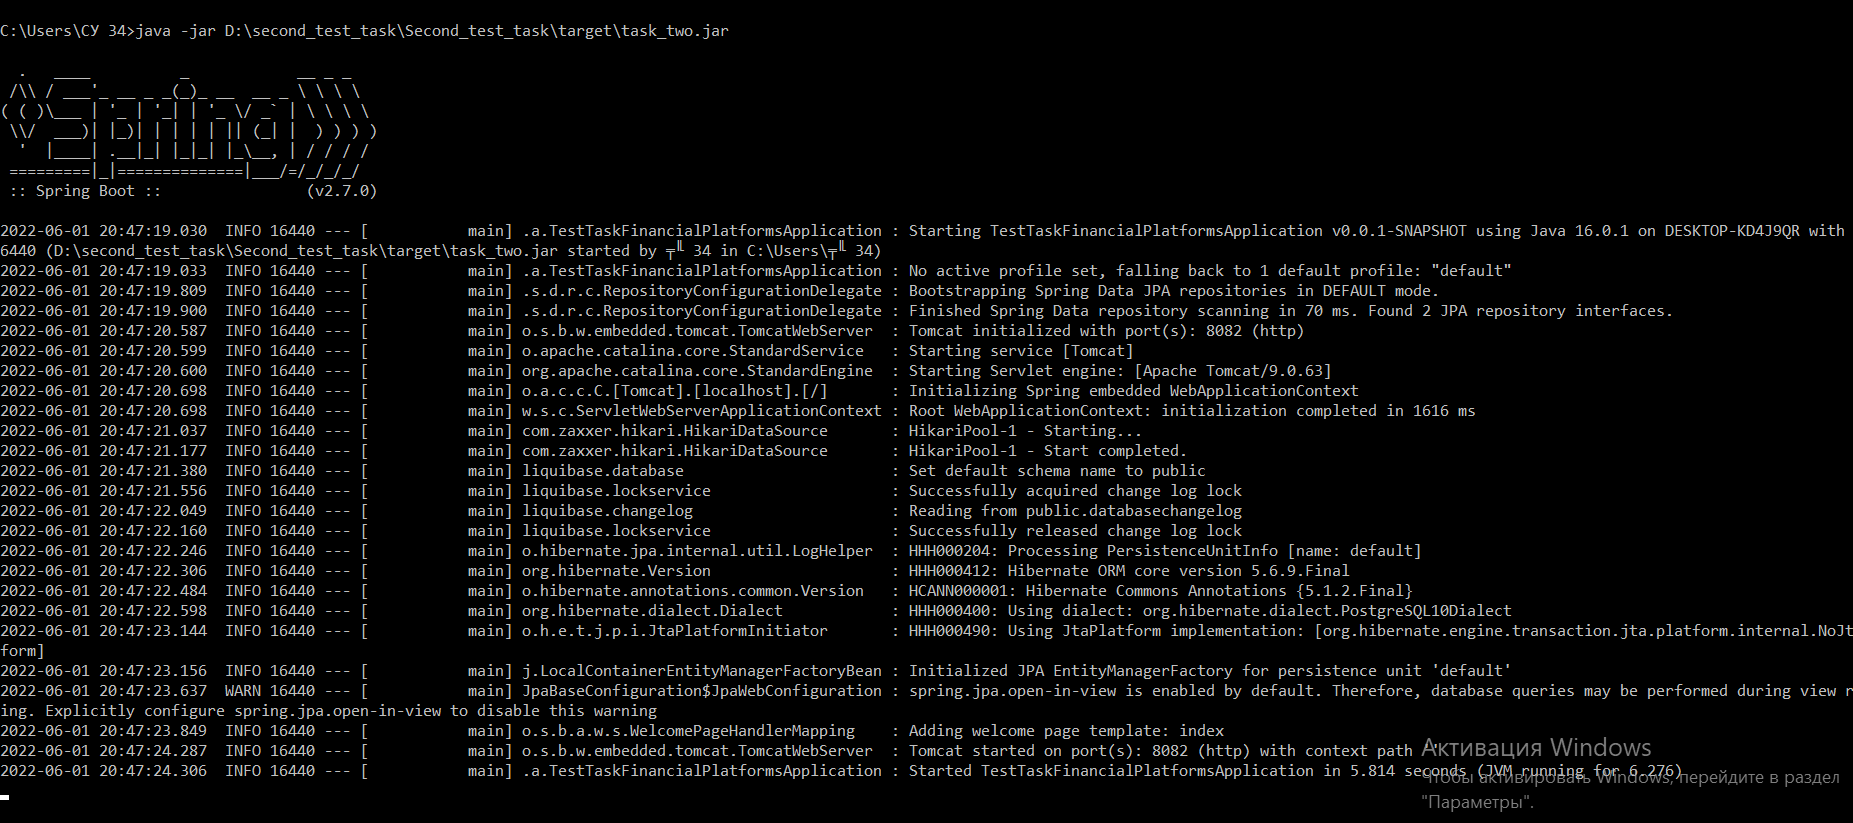 C:\Users\СУ 34>java -jar D:\second_test_task\Second_test_task\target\task_two.jar
  .   ____          _            __ _ _
 /\\ / ___'_ __ _ _(_)_ __  __ _ \ \ \ \
( ( )\___ | '_ | '_| | '_ \/ _` | \ \ \ \
 \\/  ___)| |_)| | | | | || (_| |  ) ) ) )
  '  |____| .__|_| |_|_| |_\__, | / / / /
 =========|_|==============|___/=/_/_/_/
 :: Spring Boot ::                (v2.7.0)
2022-06-01 20:47:19.030  INFO 16440 --- [           main] .a.TestTaskFinancialPlatformsApplication : Starting TestTaskFinancialPlatformsApplication v0.0.1-SNAPSHOT using Java 16.0.1 on DESKTOP-KD4J9QR with
6440 (D:\second_test_task\Second_test_task\target\task_two.jar started by ╤╙ 34 in C:\Users\╤╙ 34)
2022-06-01 20:47:19.033  INFO 16440 --- [           main] .a.TestTaskFinancialPlatformsApplication : No active profile set, falling back to 1 default profile: "default"
2022-06-01 20:47:19.809  INFO 16440 --- [           main] .s.d.r.c.RepositoryConfigurationDelegate : Bootstrapping Spring Data JPA repositories in DEFAULT mode.
2022-06-01 20:47:19.900  INFO 16440 --- [           main] .s.d.r.c.RepositoryConfigurationDelegate : Finished Spring Data repository scanning in 70 ms. Found 2 JPA repository interfaces.
2022-06-01 20:47:20.587  INFO 16440 --- [           main] o.s.b.w.embedded.tomcat.TomcatWebServer  : Tomcat initialized with port(s): 8082 (http)
2022-06-01 20:47:20.599  INFO 16440 --- [           main] o.apache.catalina.core.StandardService   : Starting service [Tomcat]
2022-06-01 20:47:20.600  INFO 16440 --- [           main] org.apache.catalina.core.StandardEngine  : Starting Servlet engine: [Apache Tomcat/9.0.63]
2022-06-01 20:47:20.698  INFO 16440 --- [           main] o.a.c.c.C.[Tomcat].[localhost].[/]       : Initializing Spring embedded WebApplicationContext
2022-06-01 20:47:20.698  INFO 16440 --- [           main] w.s.c.ServletWebServerApplicationContext : Root WebApplicationContext: initialization completed in 1616 ms
2022-06-01 20:47:21.037  INFO 16440 --- [           main] com.zaxxer.hikari.HikariDataSource       : HikariPool-1 - Starting...
2022-06-01 20:47:21.177  INFO 16440 --- [           main] com.zaxxer.hikari.HikariDataSource       : HikariPool-1 - Start completed.
2022-06-01 20:47:21.380  INFO 16440 --- [           main] liquibase.database                       : Set default schema name to public
2022-06-01 20:47:21.556  INFO 16440 --- [           main] liquibase.lockservice                    : Successfully acquired change log lock
2022-06-01 20:47:22.049  INFO 16440 --- [           main] liquibase.changelog                      : Reading from public.databasechangelog
2022-06-01 20:47:22.160  INFO 16440 --- [           main] liquibase.lockservice                    : Successfully released change log lock
2022-06-01 20:47:22.246  INFO 16440 --- [           main] o.hibernate.jpa.internal.util.LogHelper  : HHH000204: Processing PersistenceUnitInfo [name: default]
2022-06-01 20:47:22.306  INFO 16440 --- [           main] org.hibernate.Version                    : HHH000412: Hibernate ORM core version 5.6.9.Final
2022-06-01 20:47:22.484  INFO 16440 --- [           main] o.hibernate.annotations.common.Version   : HCANN000001: Hibernate Commons Annotations {5.1.2.Final}
2022-06-01 20:47:22.598  INFO 16440 --- [           main] org.hibernate.dialect.Dialect            : HHH000400: Using dialect: org.hibernate.dialect.PostgreSQL10Dialect
2022-06-01 20:47:23.144  INFO 16440 --- [           main] o.h.e.t.j.p.i.JtaPlatformInitiator       : HHH000490: Using JtaPlatform implementation: [org.hibernate.engine.transaction.jta.platform.internal.NoJt
form]
2022-06-01 20:47:23.156  INFO 16440 --- [           main] j.LocalContainerEntityManagerFactoryBean : Initialized JPA EntityManagerFactory for persistence unit 'default'
2022-06-01 20:47:23.637  WARN 16440 --- [           main] JpaBaseConfiguration$JpaWebConfiguration : spring.jpa.open-in-view is enabled by default. Therefore, database queries may be performed during view r
ing. Explicitly configure spring.jpa.open-in-view to disable this warning
2022-06-01 20:47:23.849  INFO 16440 --- [           main] o.s.b.a.w.s.WelcomePageHandlerMapping    : Adding welcome page template: index
2022-06-01 20:47:24.287  INFO 16440 --- [           main] o.s.b.w.embedded.tomcat.TomcatWebServer  : Tomcat started on port(s): 8082 (http) with context path ''
2022-06-01 20:47:24.306  INFO 16440 --- [           main] .a.TestTaskFinancialPlatformsApplication : Started TestTaskFinancialPlatformsApplication in 5.814 seconds (JVM running for 6.276)
Активация Windows
Чтобы активировать Windows, перейдите в раздел
"Параметры".